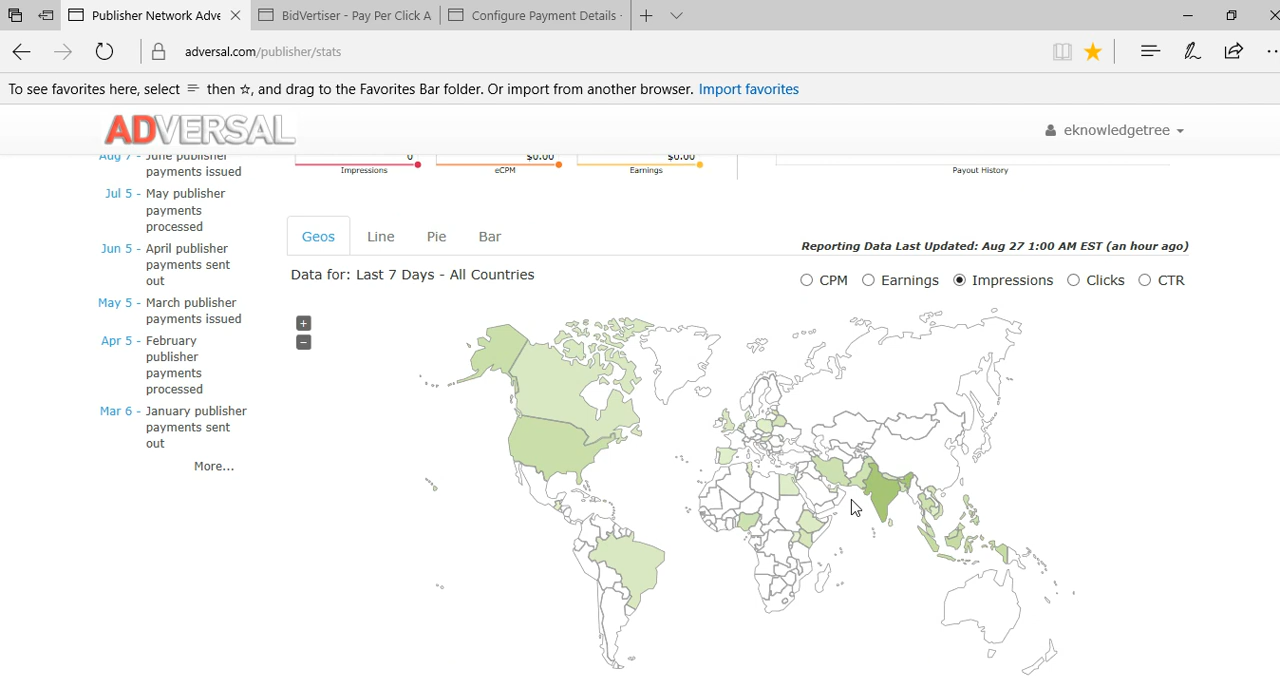 Publisher Network Adve
BidVertiser - Pay Per Click A
Configure Payment Details -
adversal.com/publisher/stats
To see favorites here, select then ☆, and drag to the Favorites Bar folder. Or import from another browser. Import favorites
ADVERSAL
eknowledgetree
Aug 7 - June publisher
payments issued
Jul 5 - May publisher
payments
processed
Jun 5 - April publisher
payments sent
out
May 5 - March publisher
payments issued
Apr 5 - February
publisher
payments
processed
Mar 6 - January publisher
payments sent
out
More...
0
Impressions
$0.00
eCPM
$0.00
Earnings
Payout History
Geos
Line
Pie
Bar
Reporting Data Last Updated: Aug 27 1:00 AM EST (an hour ago)
Data for: Last 7 Days - All Countries
CPM
Earnings
Impressions
Clicks
CTR
+
−